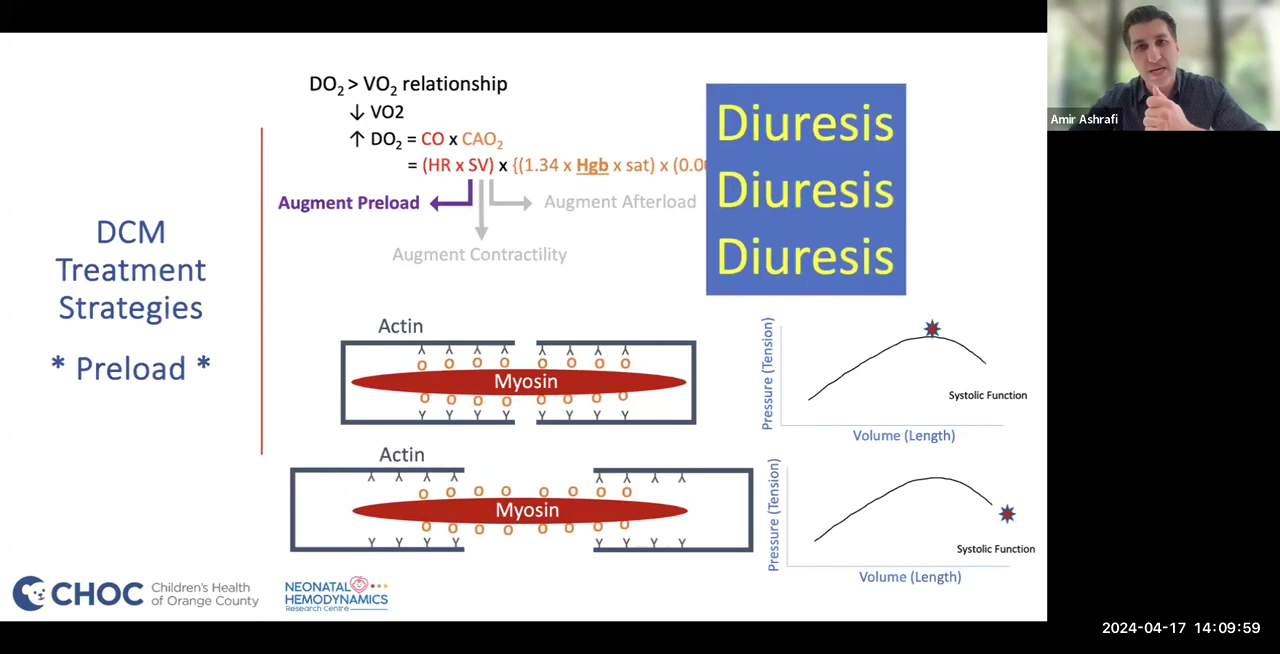 DO₂ > VO₂ relationship
↓ VO2
↑ DO₂ = CO x CAO₂
= (HR x SV) x {(1.34 x Hgb x sat) x (0.0
Augment Preload
Augment Afterload
Augment Contractility
Diuresis
Diuresis
Diuresis
Amir Ashrafi
DCM
Treatment
Strategies
* Preload *
Actin
Myosin
Actin
Myosin
Pressure (Tension)
Systolic Function
Volume (Length)
Pressure (Tension)
Systolic Function
Volume (Length)
CHOC Children's Health
of Orange County
NEONATAL
HEMODYNAMICS
Research Centre
2024-04-17 14:09:59